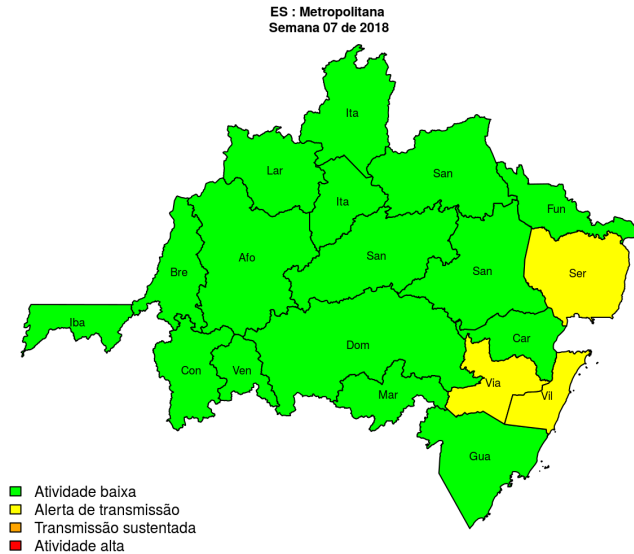 ES : Metropolitana
Semana 07 de 2018
Ita
Lar
San
Ita
Fun
Bre
Afo
San
San
Ser
Iba
Con
Ven
Dom
Car
Via
Mar
Vil
Gua
Atividade baixa
Alerta de transmissão
Transmissão sustentada
Atividade alta